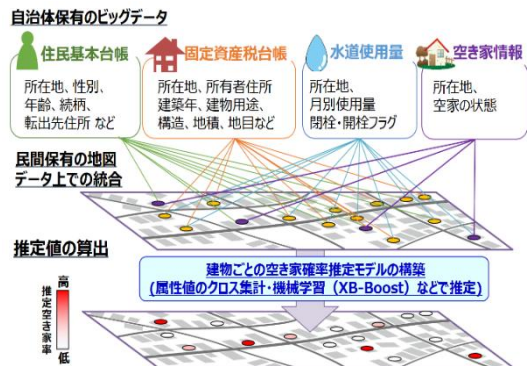 自治体保有のビッグデータ
住民基本台帳
所在地、性別、
年齢、続柄、
転出先住所 など
固定資産税台帳
所在地、所有者住所
建築年、建物用途、
構造、地積、地目など
水道使用量
所在地、
月別使用量
閉栓・開栓フラグ
空き家情報
所在地、
空家の状態
民間保有の地図
データ上での統合
推定値の算出
建物ごとの空き家確率推定モデルの構築
(属性値のクロス集計・機械学習（XB-Boost）などで推定)
高
推定空き家率
低